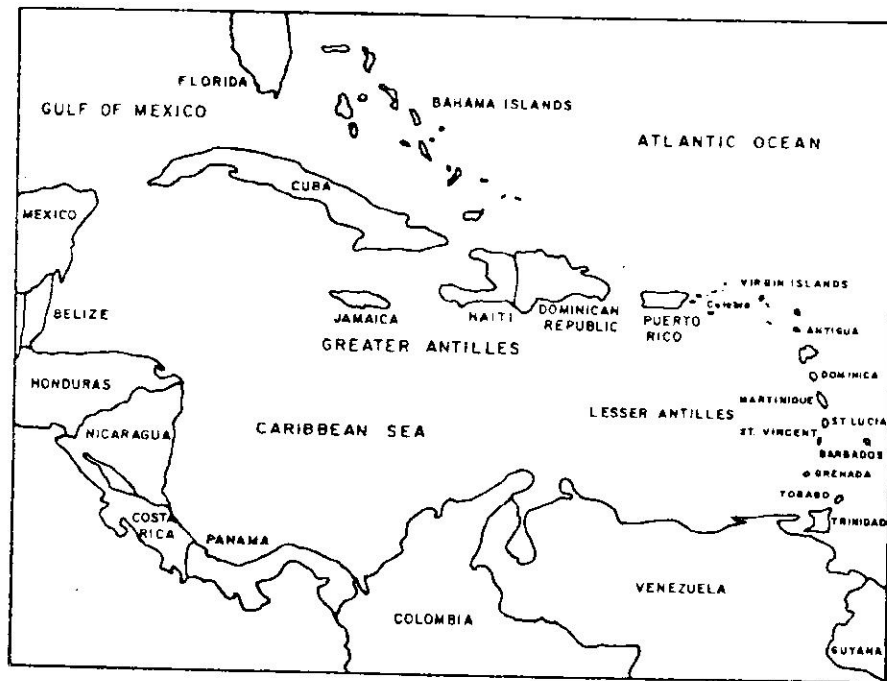 FLORIDA
GULF OF MEXICO
BAHAMA ISLANDS
ATLANTIC OCEAN
CUBA
MEXICO
VIRGIN ISLANDS
Culebra
BELIZE
JAMAICA
HAITI
DOMINICAN
REPUBLIC
PUERTO
RICO
ANTIGUA
GREATER ANTILLES
HONDURAS
DOMINICA
MARTINIQUE
LESSER ANTILLES
NICARAGUA
CARIBBEAN SEA
ST LUCIA
ST. VINCENT
BARBADOS
GRENADA
TOBAGO
COSTA
RICA
TRINIDAD
PANAMA
VENEZUELA
COLOMBIA
GUYANA